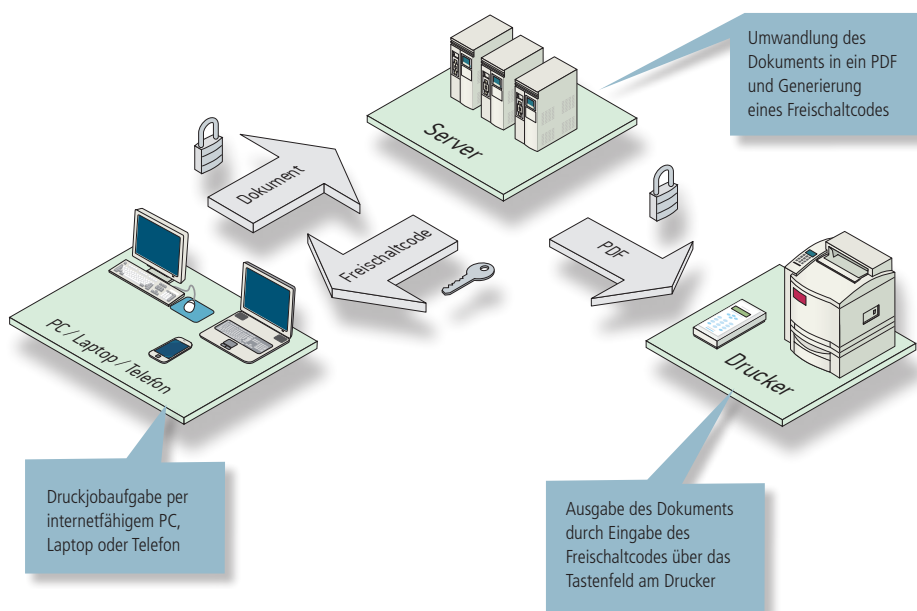 Umwandlung des
Dokuments in ein PDF
und Generierung
eines Freischaltcodes
Server
Dokument
Freischaltcode
PDF
PC / Laptop / Telefon
Drucker
Druckjobaufgabe per
internetfähigem PC,
Laptop oder Telefon
Ausgabe des Dokuments
durch Eingabe des
Freischaltcodes über das
Tastenfeld am Drucker